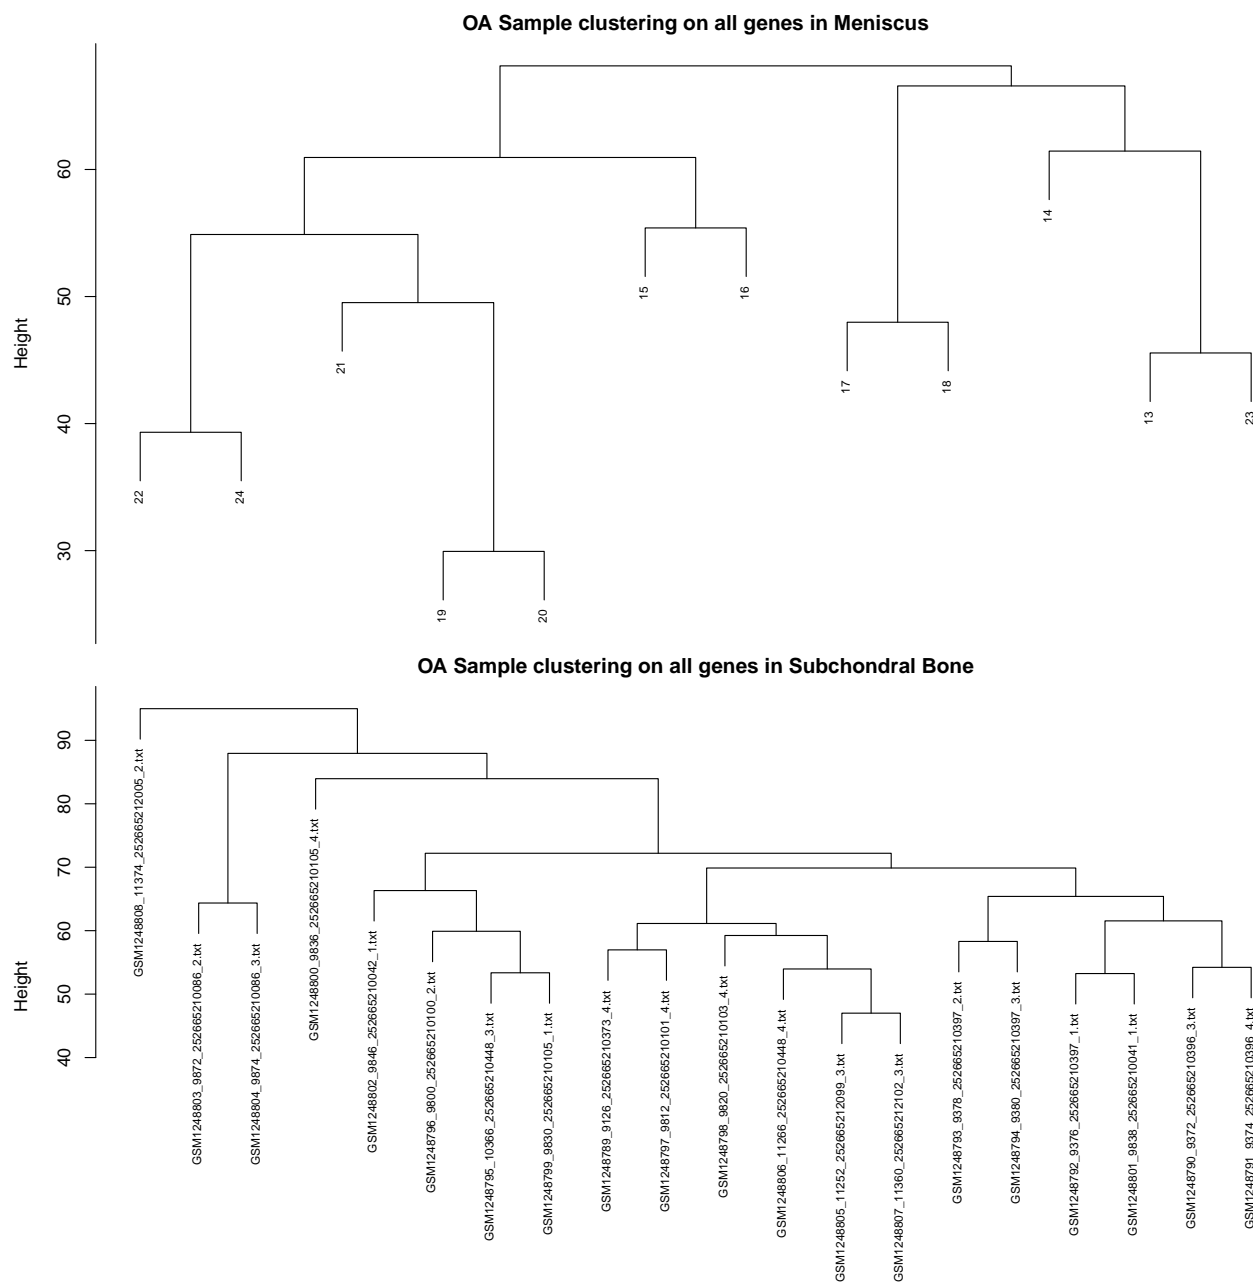 OA Sample clustering on all genes in Meniscus
Height
60
50
40
30
22
24
21
19
20
15
16
17
18
14
13
23
OA Sample clustering on all genes in Subchondral Bone
Height
90
80
70
60
50
40
GSM1248808_11374_252665212005_2.txt
GSM1248803_9872_252665210086_2.txt
GSM1248804_9874_252665210086_3.txt
GSM1248800_9836_252665210105_4.txt
GSM1248802_9846_252665210042_1.txt
GSM1248796_9800_252665210100_2.txt
GSM1248795_10366_252665210448_3.txt
GSM1248799_9830_252665210105_1.txt
GSM1248789_9126_252665210373_4.txt
GSM1248797_9812_252665210101_4.txt
GSM1248798_9820_252665210103_4.txt
GSM1248806_11266_252665210448_4.txt
GSM1248805_11252_252665212099_3.txt
GSM1248807_11360_252665212102_3.txt
GSM1248793_9378_252665210397_2.txt
GSM1248794_9380_252665210397_3.txt
GSM1248792_9376_252665210397_1.txt
GSM1248801_9838_252665210041_1.txt
GSM1248790_9372_252665210396_3.txt
GSM1248791_9374_252665210396_4.txt